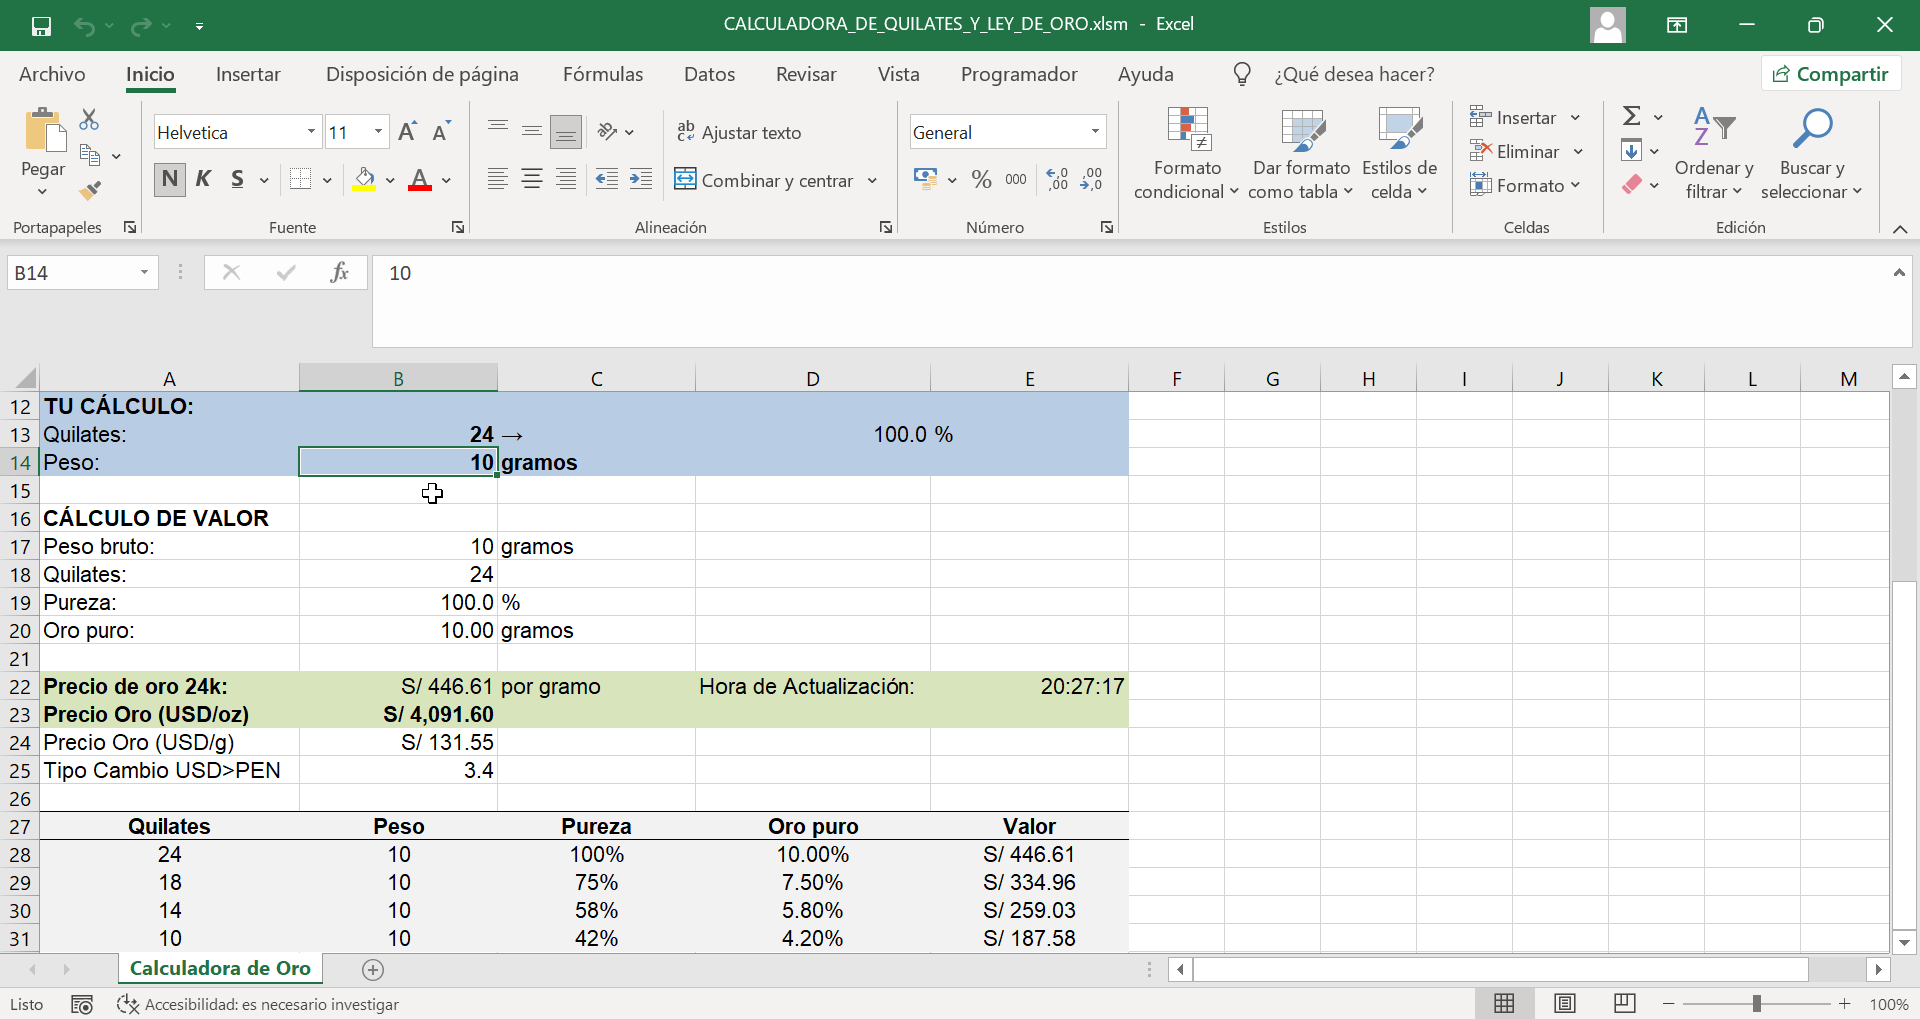 CALCULADORA_DE_QUILATES_Y_LEY_DE_ORO.xlsm - Excel
Archivo Inicio Insertar Disposición de página Fórmulas Datos Revisar Vista Programador Ayuda ¿Qué desea hacer? Compartir
Pegar
Portapapeles
Helvetica 11
N K S
Fuente
Ajustar texto
Combinar y centrar
Alineación
General
% 000
Número
Formato condicional
Dar formato como tabla
Estilos de celda
Estilos
Insertar
Eliminar
Formato
Celdas
Ordenar y filtrar
Buscar y seleccionar
Edición
B14 fx 10
A B C D E F G H I J K L M
12 TU CÁLCULO:
13 Quilates: 24 → 100.0 %
14 Peso: 10 gramos
15
16 CÁLCULO DE VALOR
17 Peso bruto: 10 gramos
18 Quilates: 24
19 Pureza: 100.0 %
20 Oro puro: 10.00 gramos
21
22 Precio de oro 24k: S/ 446.61 por gramo Hora de Actualización: 20:27:17
23 Precio Oro (USD/oz) S/ 4,091.60
24 Precio Oro (USD/g) S/ 131.55
25 Tipo Cambio USD>PEN 3.4
26
27 Quilates Peso Pureza Oro puro Valor
28 24 10 100% 10.00% S/ 446.61
29 18 10 75% 7.50% S/ 334.96
30 14 10 58% 5.80% S/ 259.03
31 10 10 42% 4.20% S/ 187.58
Calculadora de Oro
Listo Accesibilidad: es necesario investigar 100%